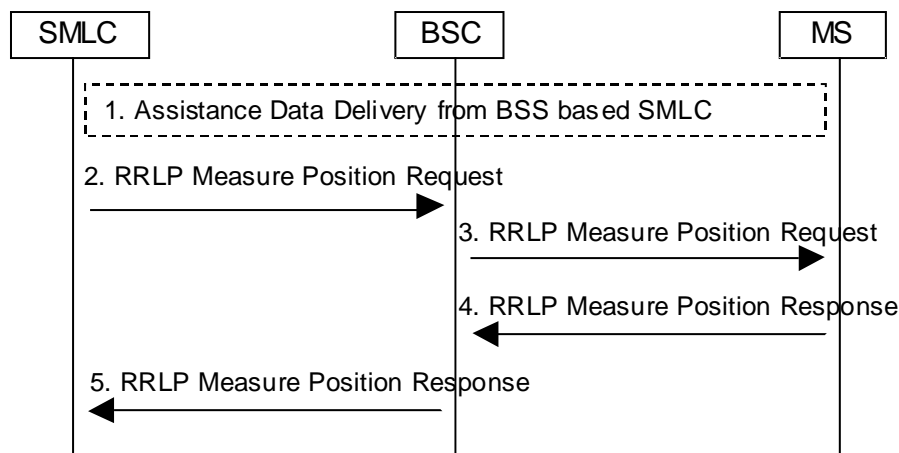 SMLC
BSC
MS
1. Assistance Data Delivery from BSS based SMLC
2. RRLP Measure Position Request
3. RRLP Measure Position Request
4. RRLP Measure Position Response
5. RRLP Measure Position Response